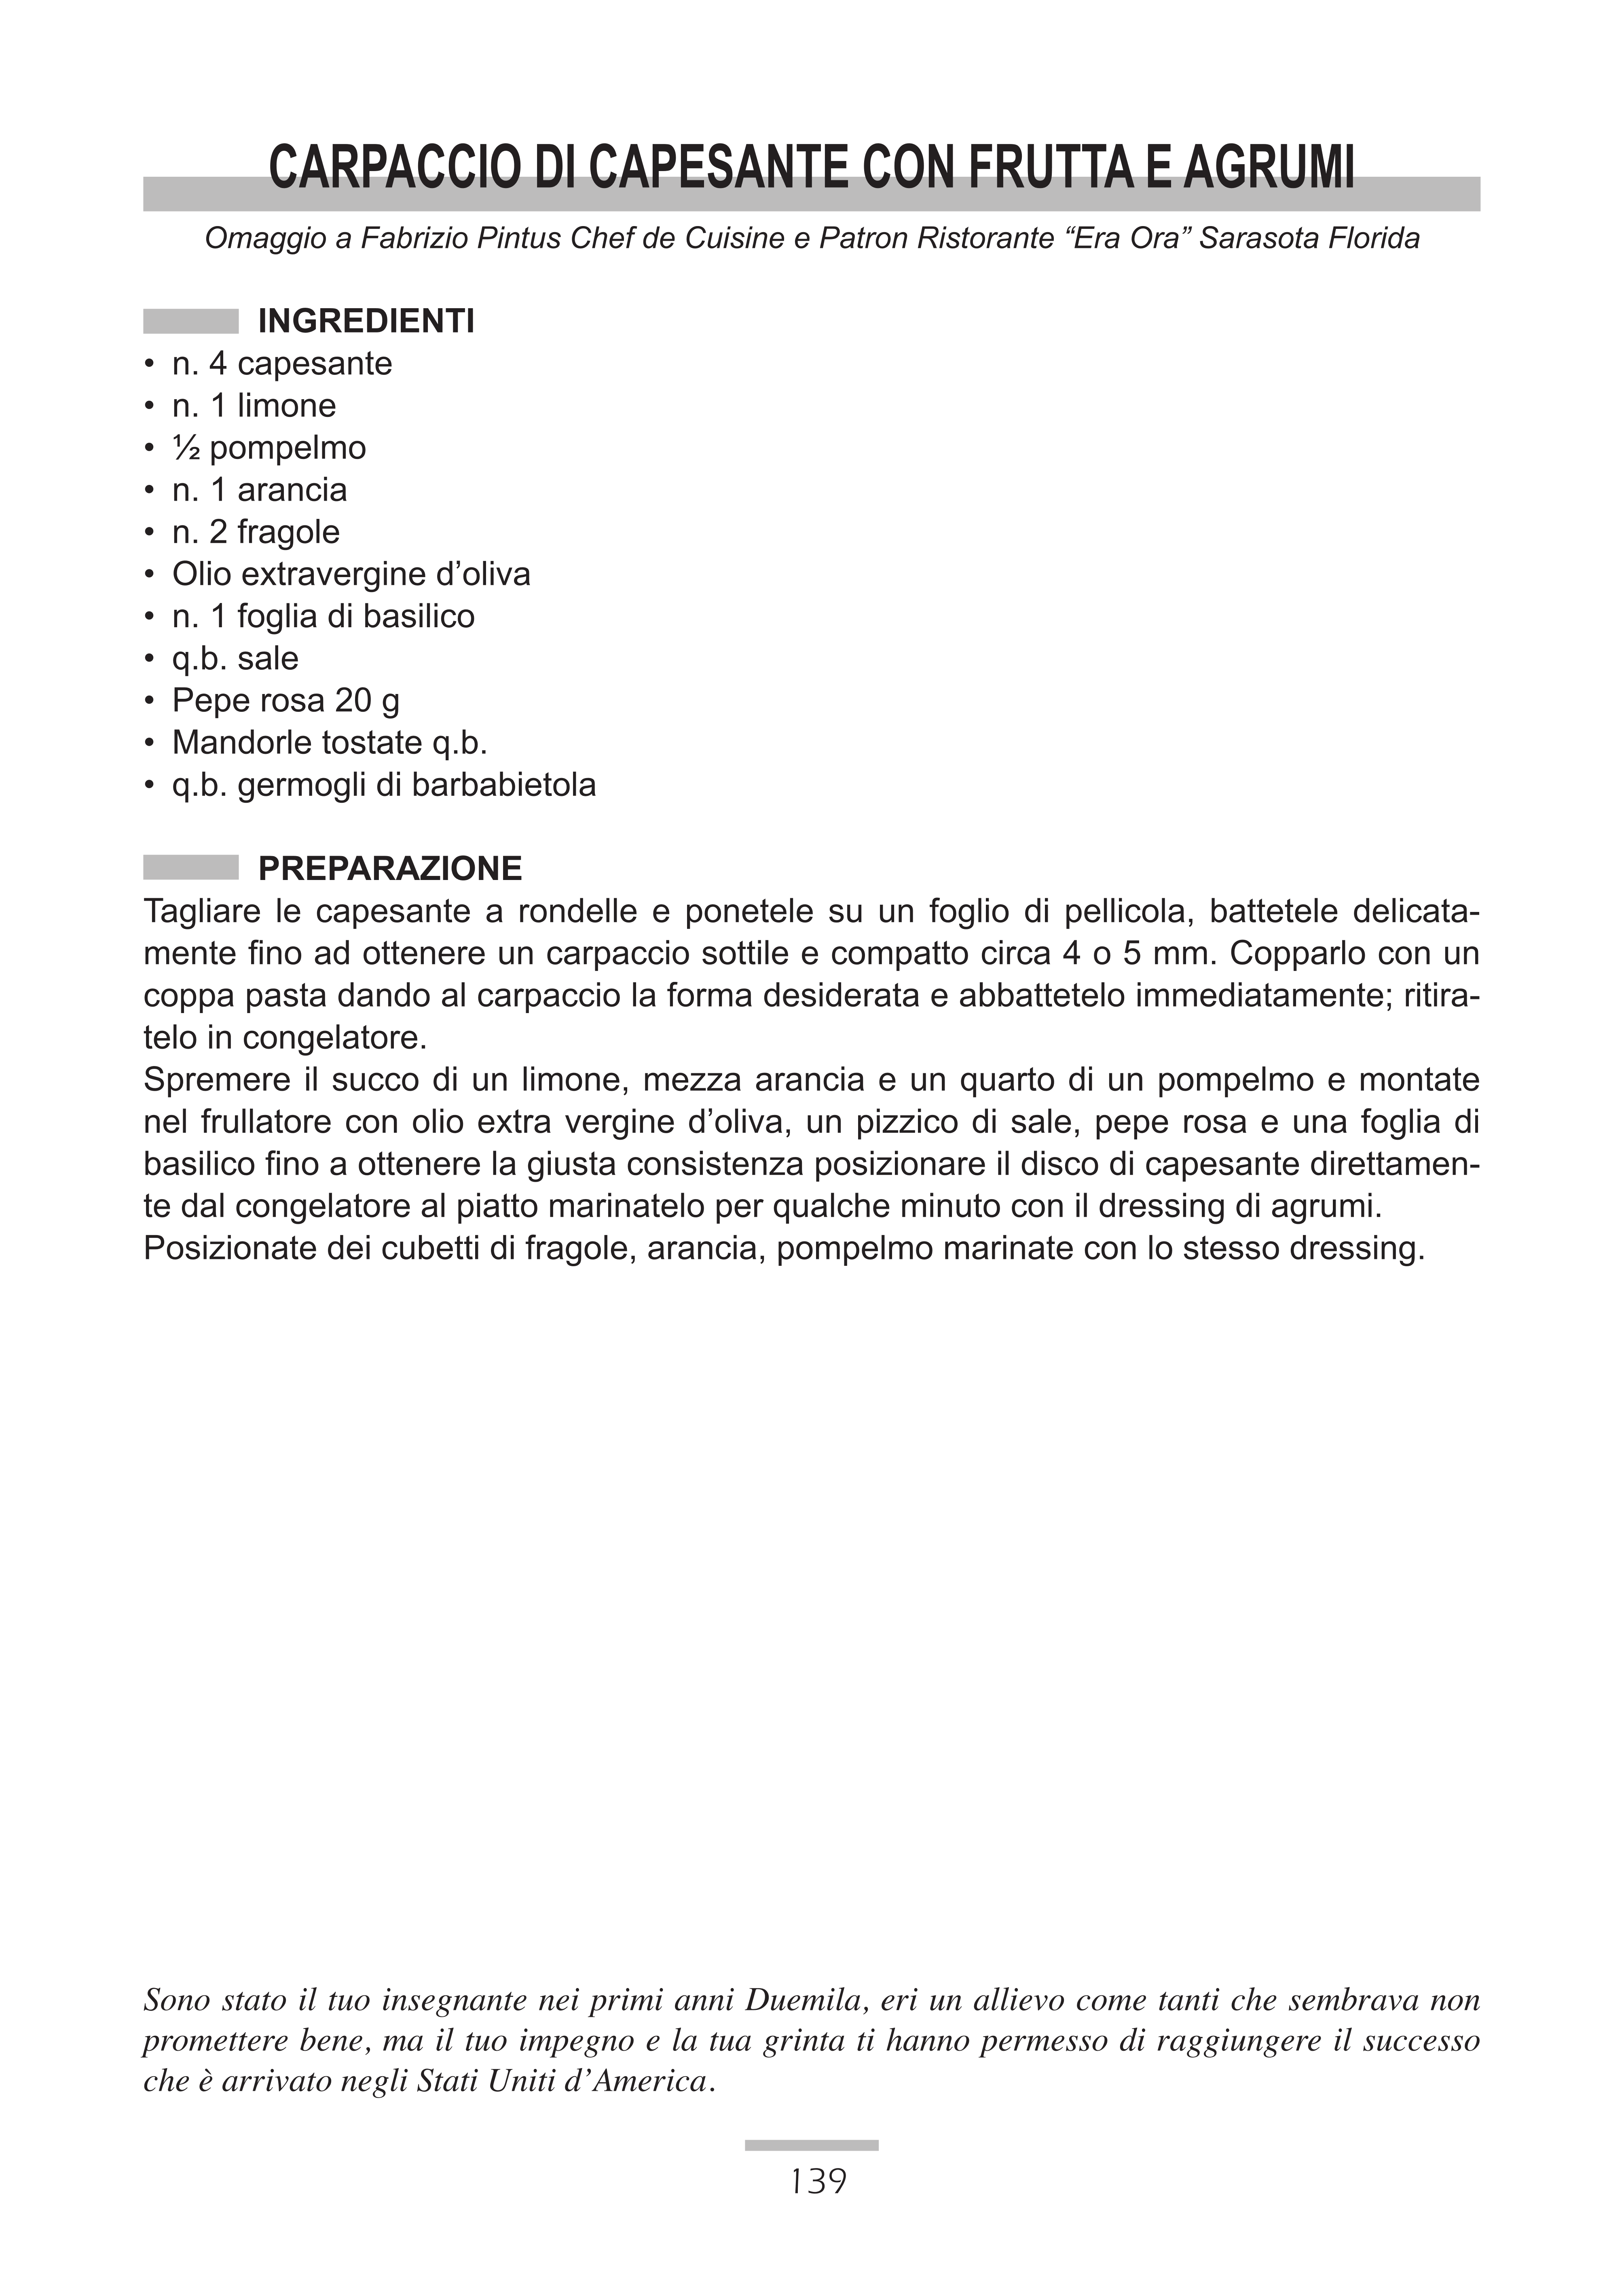 CARPACCIO DI CAPESANTE CON FRUTTA E AGRUMI
Omaggio a Fabrizio Pintus Chef de Cuisine e Patron Ristorante “Era Ora” Sarasota Florida
INGREDIENTI
• n. 4 capesante
• n. 1 limone
• ½ pompelmo
• n. 1 arancia
• n. 2 fragole
• Olio extravergine d’oliva
• n. 1 foglia di basilico
• q.b. sale
• Pepe rosa 20 g
• Mandorle tostate q.b.
• q.b. germogli di barbabietola
PREPARAZIONE
Tagliare le capesante a rondelle e ponetele su un foglio di pellicola, battetele delicata-
mente fino ad ottenere un carpaccio sottile e compatto circa 4 o 5 mm. Copparlo con un
coppa pasta dando al carpaccio la forma desiderata e abbattetelo immediatamente; ritira-
telo in congelatore.
Spremere il succo di un limone, mezza arancia e un quarto di un pompelmo e montate
nel frullatore con olio extra vergine d’oliva, un pizzico di sale, pepe rosa e una foglia di
basilico fino a ottenere la giusta consistenza posizionare il disco di capesante direttamen-
te dal congelatore al piatto marinatelo per qualche minuto con il dressing di agrumi.
Posizionate dei cubetti di fragole, arancia, pompelmo marinate con lo stesso dressing.
Sono stato il tuo insegnante nei primi anni Duemila, eri un allievo come tanti che sembrava non
promettere bene, ma il tuo impegno e la tua grinta ti hanno permesso di raggiungere il successo
che è arrivato negli Stati Uniti d’America.
139